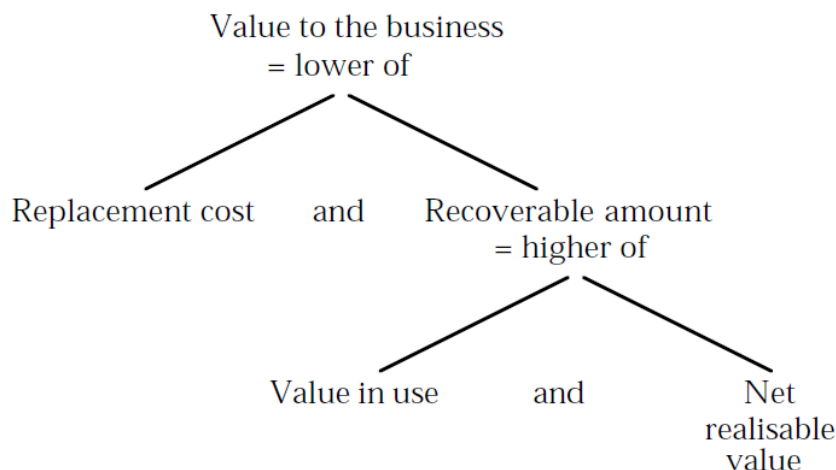 Value to the business
= lower of
Replacement cost and Recoverable amount
= higher of
Value in use and Net
realisable
value